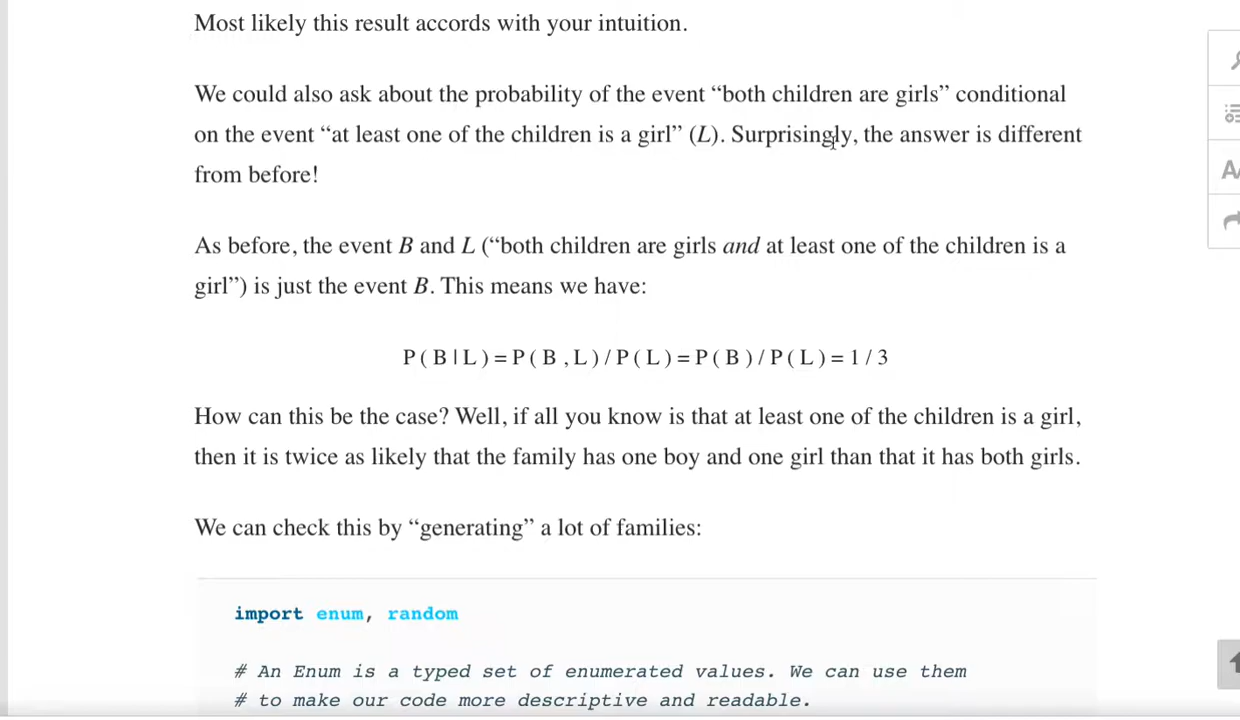 Most likely this result accords with your intuition.
We could also ask about the probability of the event “both children are girls” conditional
on the event “at least one of the children is a girl” (L). Surprisingly, the answer is different
from before!
As before, the event B and L (“both children are girls and at least one of the children is a
girl”) is just the event B. This means we have:
P ( B | L ) = P ( B , L ) / P ( L ) = P ( B ) / P ( L ) = 1 / 3
How can this be the case? Well, if all you know is that at least one of the children is a girl,
then it is twice as likely that the family has one boy and one girl than that it has both girls.
We can check this by “generating” a lot of families:
import enum, random
# An Enum is a typed set of enumerated values. We can use them
# to make our code more descriptive and readable.